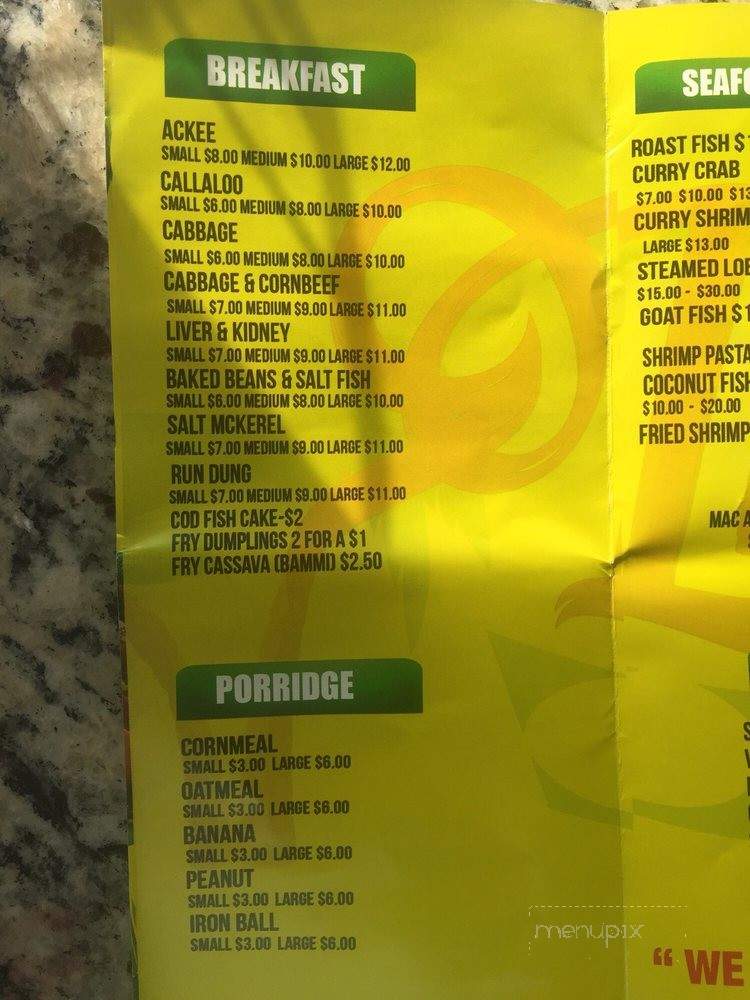 BREAKFAST
ACKEE
SMALL $8.00 MEDIUM $10.00 LARGE $12.00
CALLALOO
SMALL $6.00 MEDIUM $8.00 LARGE $10.00
CABBAGE
SMALL $6.00 MEDIUM $8.00 LARGE $10.00
CABBAGE & CORNBEEF
SMALL $7.00 MEDIUM $9.00 LARGE $11.00
LIVER & KIDNEY
SMALL $7.00 MEDIUM $9.00 LARGE $11.00
BAKED BEANS & SALT FISH
SMALL $6.00 MEDIUM $8.00 LARGE $10.00
SALT MCKEREL
SMALL $7.00 MEDIUM $9.00 LARGE $11.00
RUN DUNG
SMALL $7.00 MEDIUM $9.00 LARGE $11.00
COD FISH CAKE-$2
FRY DUMPLINGS 2 FOR A $1
FRY CASSAVA (BAMMI) $2.50
PORRIDGE
CORNMEAL
SMALL $3.00 LARGE $6.00
OATMEAL
SMALL $3.00 LARGE $6.00
BANANA
SMALL $3.00 LARGE $6.00
PEANUT
SMALL $3.00 LARGE $6.00
IRON BALL
SMALL $3.00 LARGE $6.00
ROAST FISH $
CURRY CRAB
$7.00 $10.00
CURRY
LARGE $13.00
STEAMED
$15.00 - $30.00
GOAT FISH
SHRIMP PASTA
COCONUT
$10.00 - $20.00
FRIED SHRIMP
MAC
menupix
“ WE